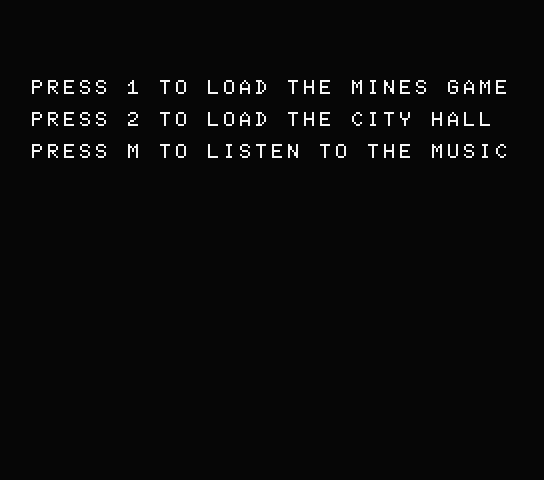 PRESS 1 TO LOAD THE MINES GAME
PRESS 2 TO LOAD THE CITY HALL
PRESS M TO LISTEN TO THE MUSIC